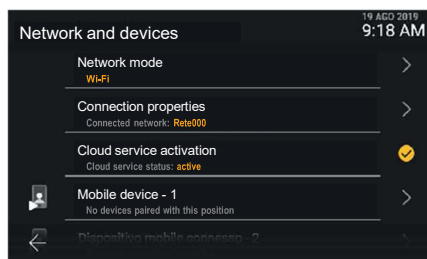 19 AGO 2019
Network and devices
9:18 AM
Network mode
Wi-Fi
Connection properties
Connected network: Rete000
Cloud service activation
Cloud service status: active
Mobile device - 1
No devices paired with this position
Dispositivo mobile connesso - 2